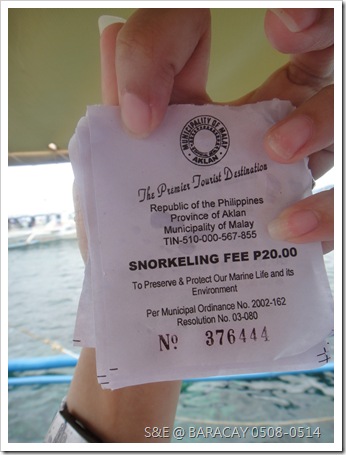 MUNICIPALITY OF MALAY
AKLAN
The Premier Tourist Destination
Republic of the Philippines
Province of Aklan
Municipality of Malay
TIN-510-000-567-855
SNORKELING FEE P20.00
To Preserve & Protect Our Marine Life and its
Environment
Per Municipal Ordinance No. 2002-162
Resolution No. 03-080
Nº 376444
S&E @ BARACAY 0508-0514